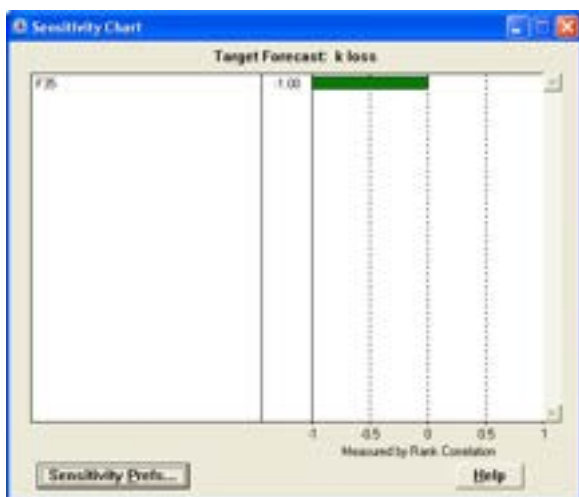 Sensitivity Chart
Target Forecast: k loss
F35 -1.00
-1 -0.5 0 0.5 1
Measured by Rank Correlation
Sensitivity Prefs... Help